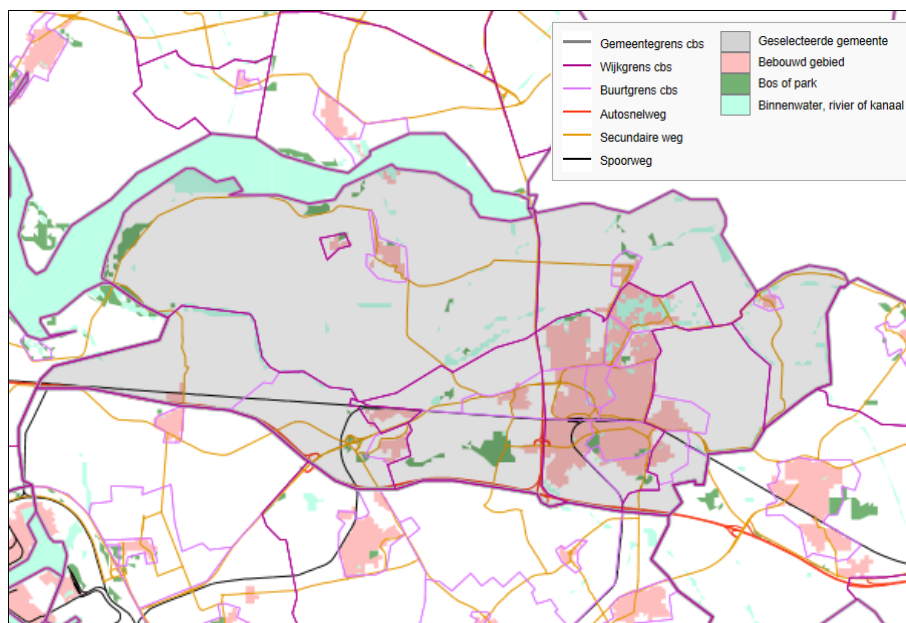 Gemeentegrens cbs
Wijkgrens cbs
Buurtgrens cbs
Autosnelweg
Secundaire weg
Spoorweg
Geselecteerde gemeente
Bebouwd gebied
Bos of park
Binnenwater, rivier of kanaal